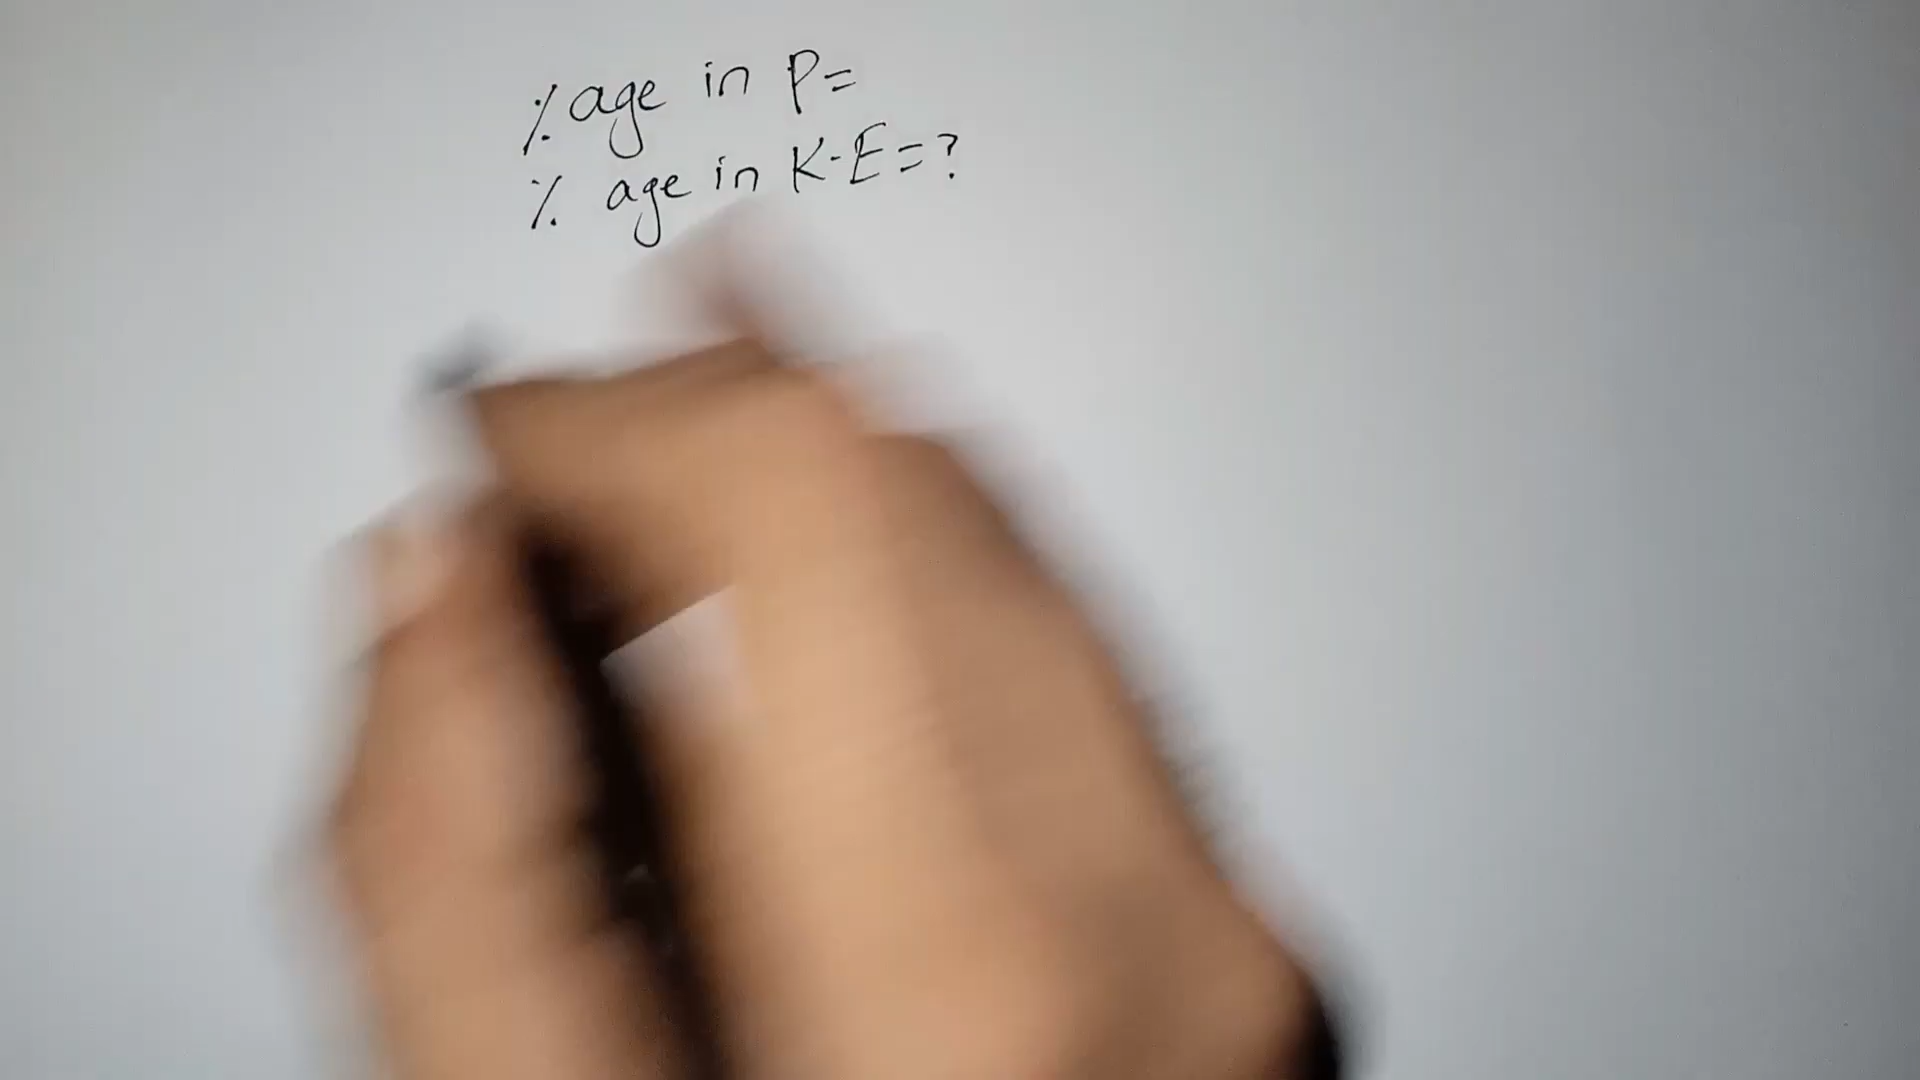 % age in P=
% age in K·E=?